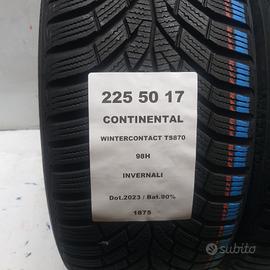 225 50 17
CONTINENTAL
WINTERCONTACT TS870
98H
INVERNALI
Dot.2023 / Bat.90%
1875
subito